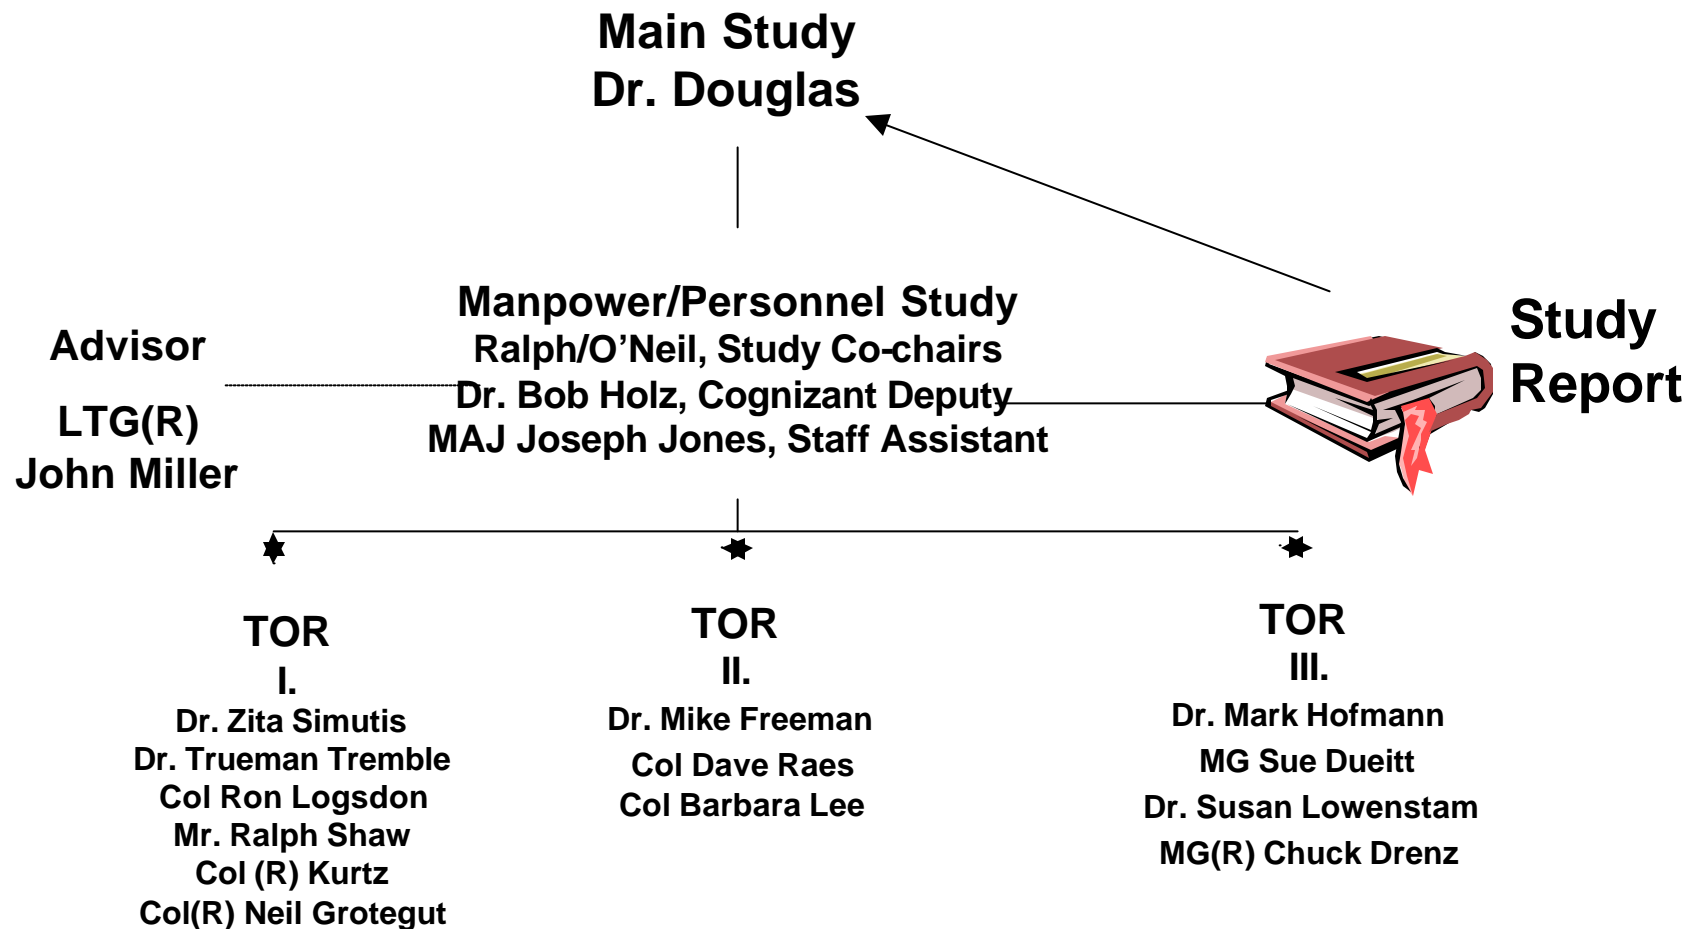 Main Study
Dr. Douglas
Advisor
LTG(R)
John Miller
Manpower/Personnel Study
Ralph/O’Neil, Study Co-chairs
Dr. Bob Holz, Cognizant Deputy
MAJ Joseph Jones, Staff Assistant
Study
Report
TOR
I.
Dr. Zita Simutis
Dr. Trueman Tremble
Col Ron Logsdon
Mr. Ralph Shaw
Col (R) Kurtz
Col(R) Neil Grotegut
TOR
II.
Dr. Mike Freeman
Col Dave Raes
Col Barbara Lee
TOR
III.
Dr. Mark Hofmann
MG Sue Dueitt
Dr. Susan Lowenstam
MG(R) Chuck Drenz